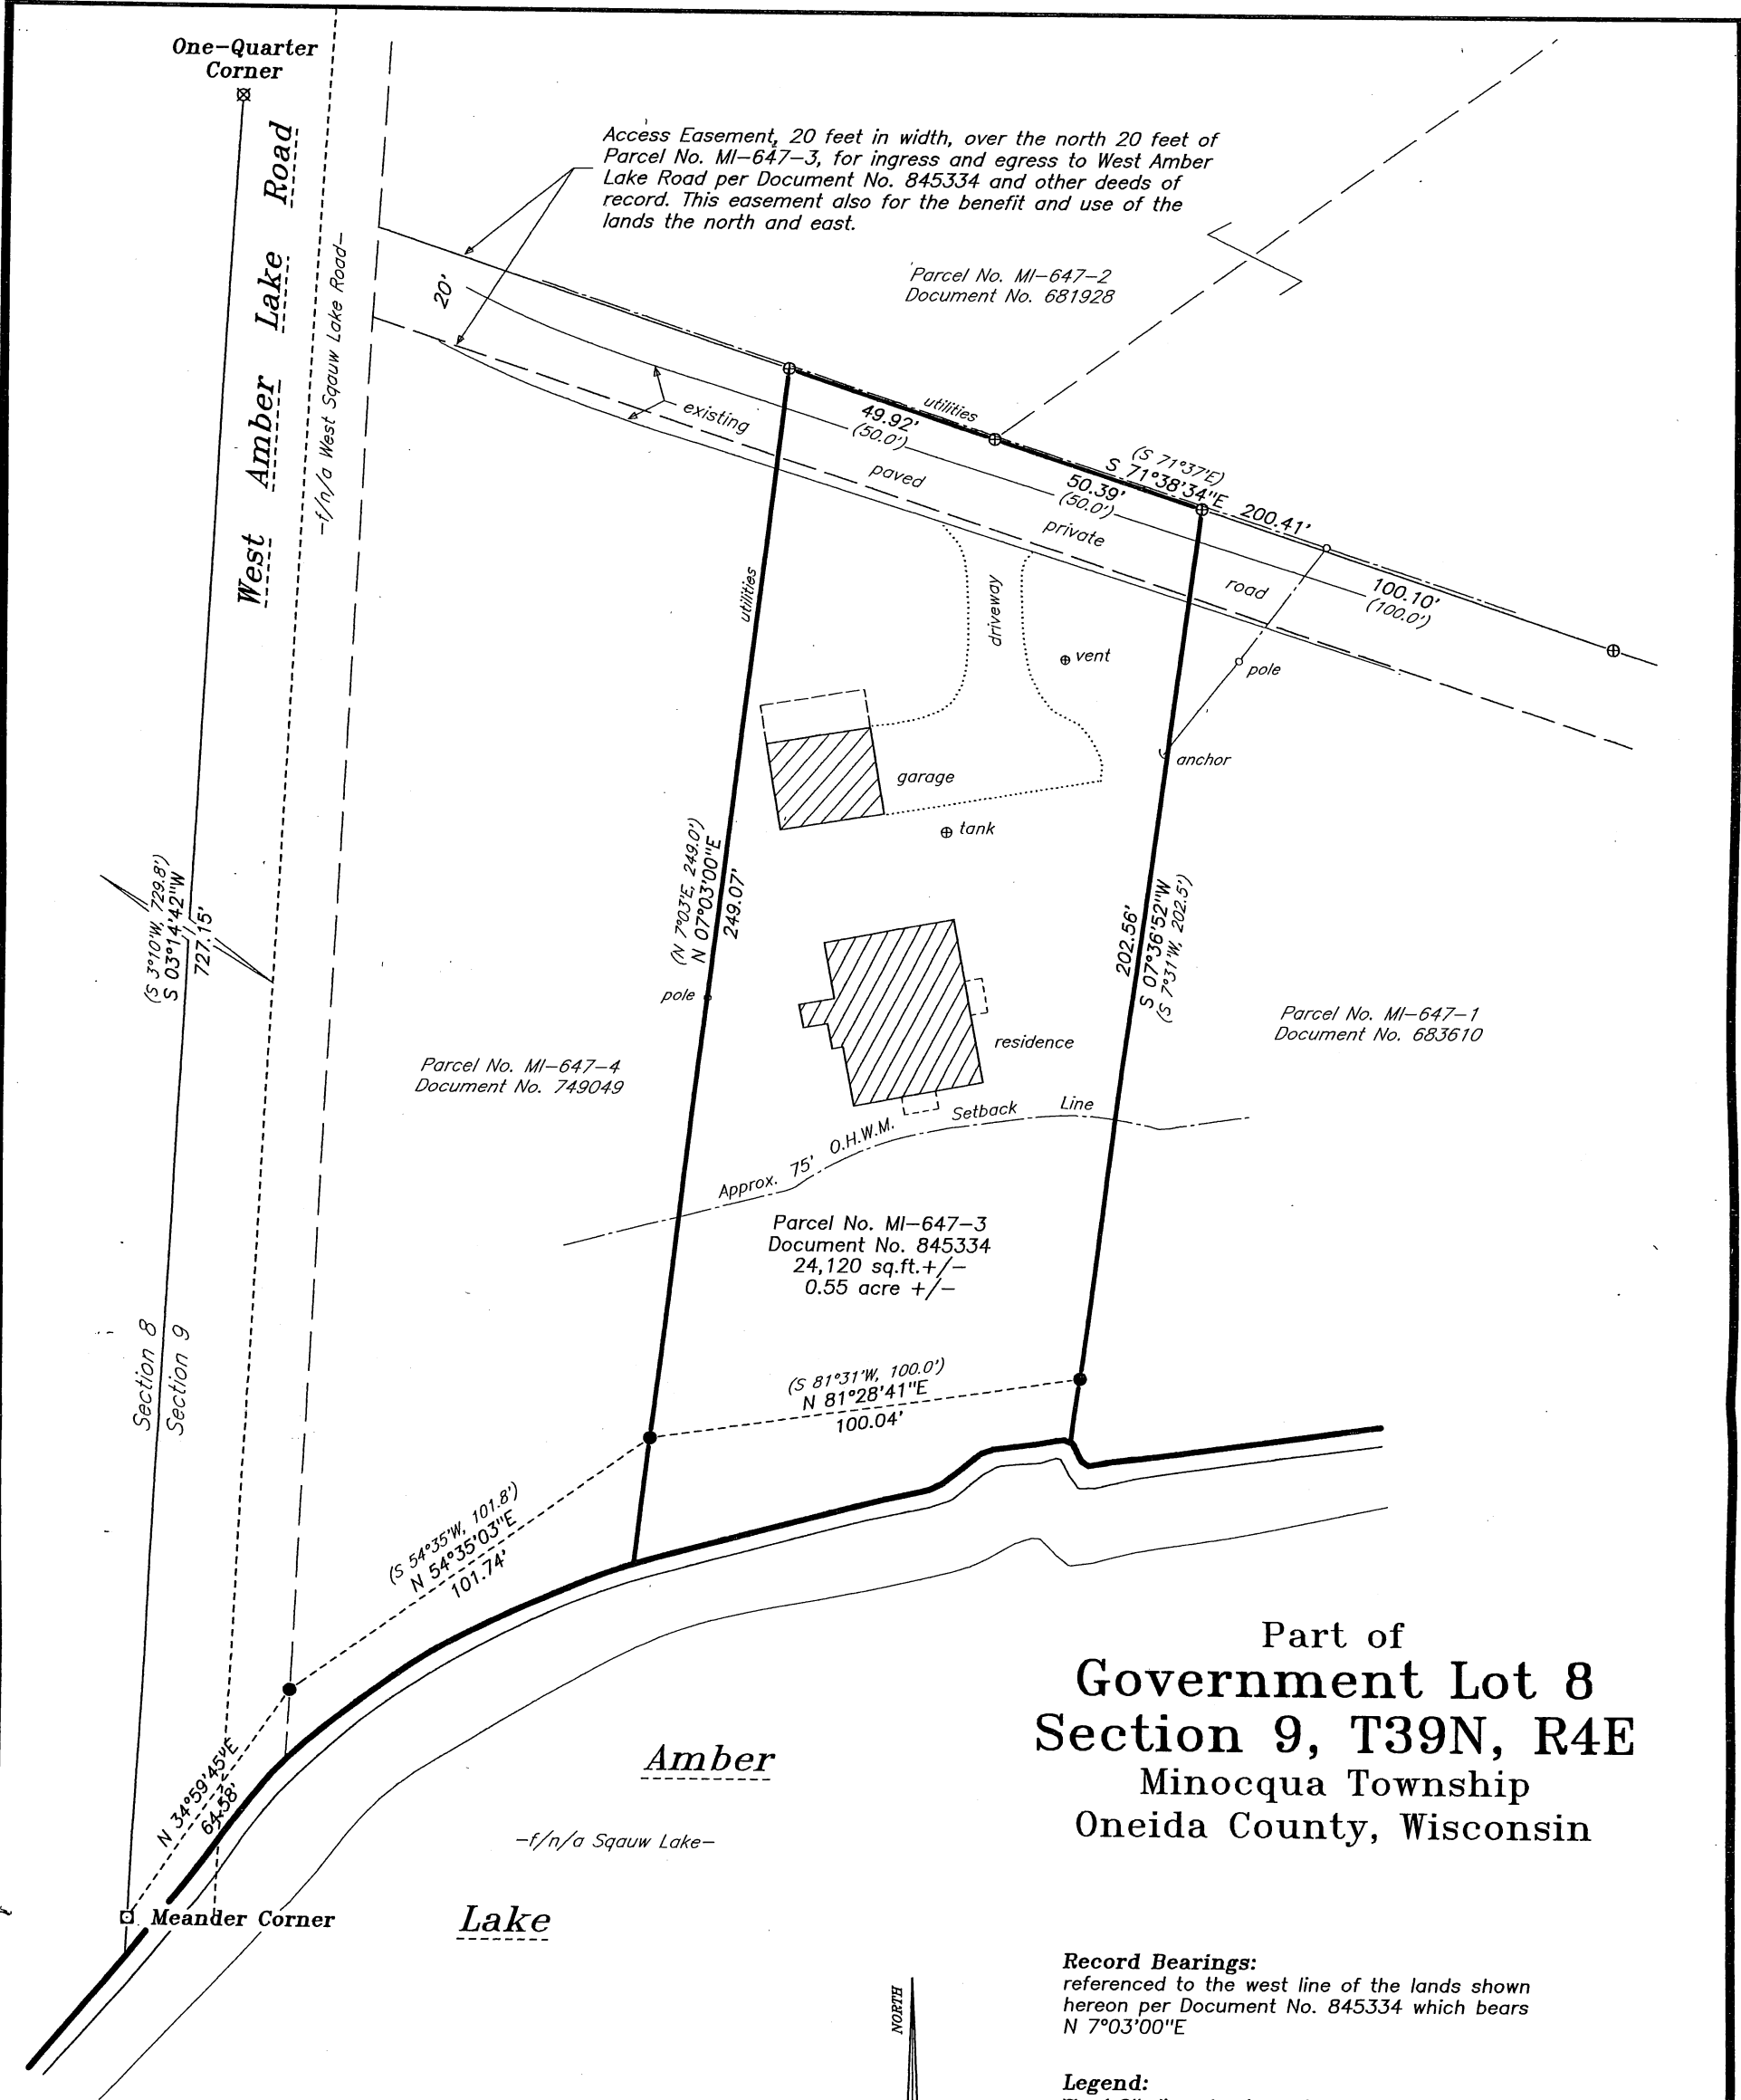 One-Quarter
Corner
West Amber Lake Road
-f/n/a West Sqauw Lake Road-
Access Easement, 20 feet in width, over the north 20 feet of
Parcel No. MI-647-3, for ingress and egress to West Amber
Lake Road per Document No. 845334 and other deeds of
record. This easement also for the benefit and use of the
lands the north and east.
Parcel No. MI-647-2
Document No. 681928
20'
existing
paved
private
road
utilities
49.92'
(50.0')
(S 71°37'E)
S 71°38'34"E 200.41'
50.39'
(50.0')
100.10'
(100.0')
utilities
driveway
vent
pole
anchor
garage
tank
(S 3°10'W, 729.8')
S 03°14'42"W
727.15'
(N 7°03'E, 249.0')
N 07°03'00"E
249.07'
202.56'
S 07°36'52"W
(S 7°31'W, 202.5')
pole
residence
Parcel No. MI-647-1
Document No. 683610
Parcel No. MI-647-4
Document No. 749049
Approx. 75' O.H.W.M. Setback Line
Parcel No. MI-647-3
Document No. 845334
24,120 sq.ft.+/-
0.55 acre +/-
Section 8
Section 9
(S 81°31'W, 100.0')
N 81°28'41"E
100.04'
(S 54°35'W, 101.8')
N 54°35'03"E
101.74'
N 34°59'45"E
64.58'
Meander Corner
Amber
-f/n/a Sqauw Lake-
Lake
Part of
Government Lot 8
Section 9, T39N, R4E
Minocqua Township
Oneida County, Wisconsin
NORTH
Record Bearings:
referenced to the west line of the lands shown
hereon per Document No. 845334 which bears
N 7°03'00"E
Legend: